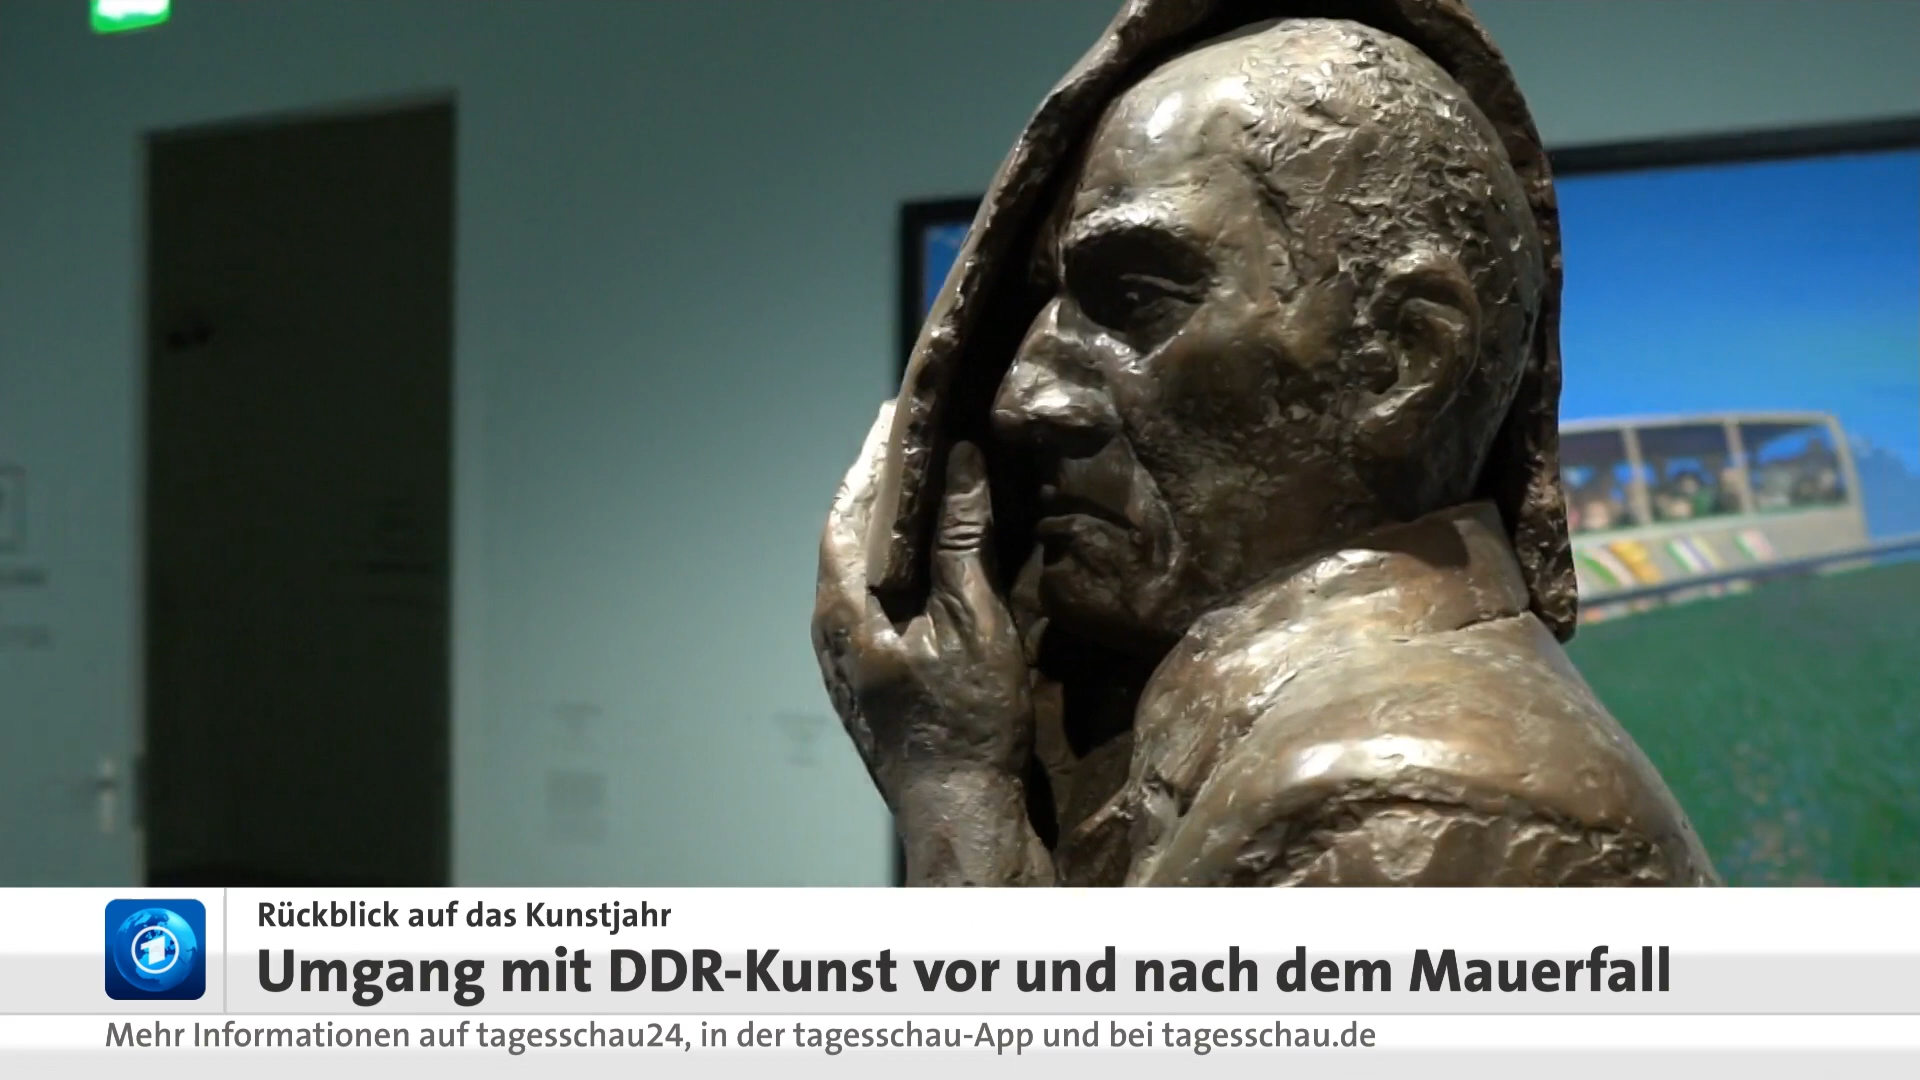 Rückblick auf das Kunstjahr
Umgang mit DDR-Kunst vor und nach dem Mauerfall
Mehr Informationen auf tagesschau24, in der tagesschau-App und bei tagesschau.de